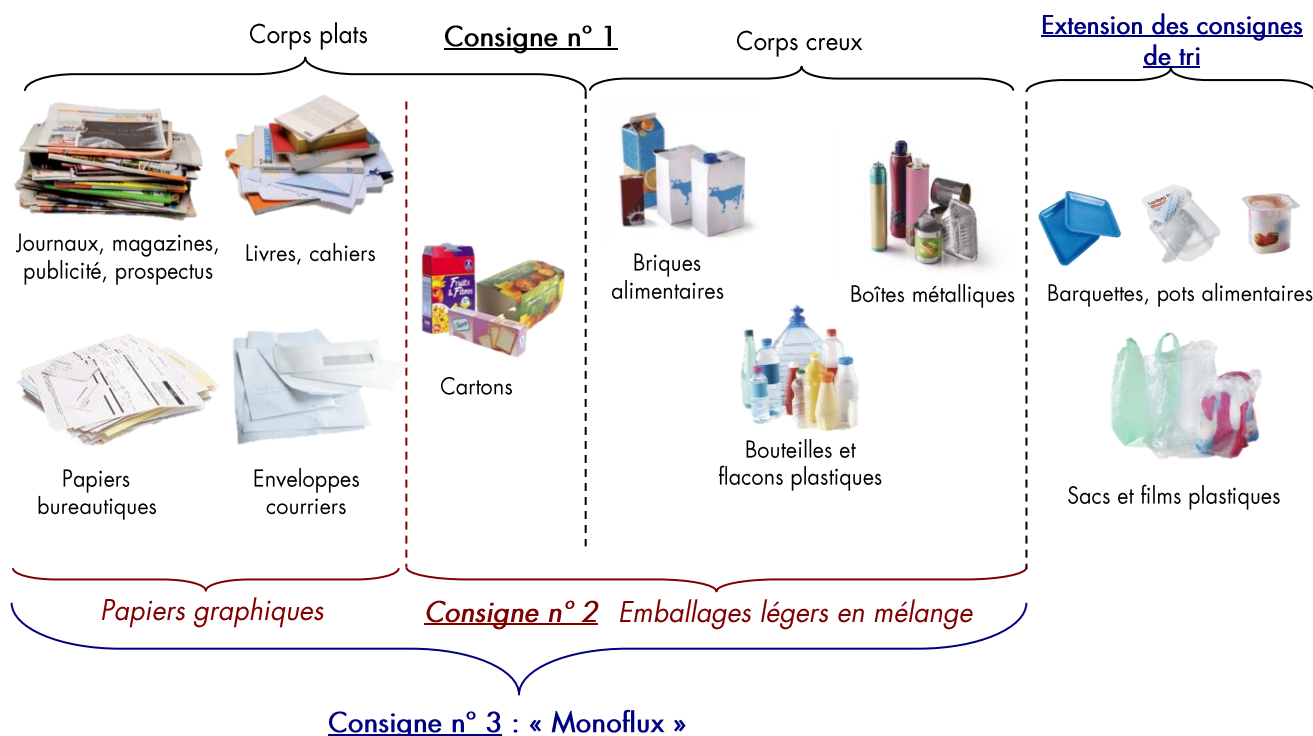 Corps plats
Consigne n° 1
Corps creux
Extension des consignes
de tri
Journaux, magazines,
publicité, prospectus
Livres, cahiers
Cartons
Briques
alimentaires
Boîtes métalliques
Barquettes, pots alimentaires
Papiers
bureautiques
Enveloppes
courriers
Bouteilles et
flacons plastiques
Sacs et films plastiques
Papiers graphiques
Consigne n° 2
Emballages légers en mélange
Consigne n° 3 : « Monoflux »
Fruits
& Fibres